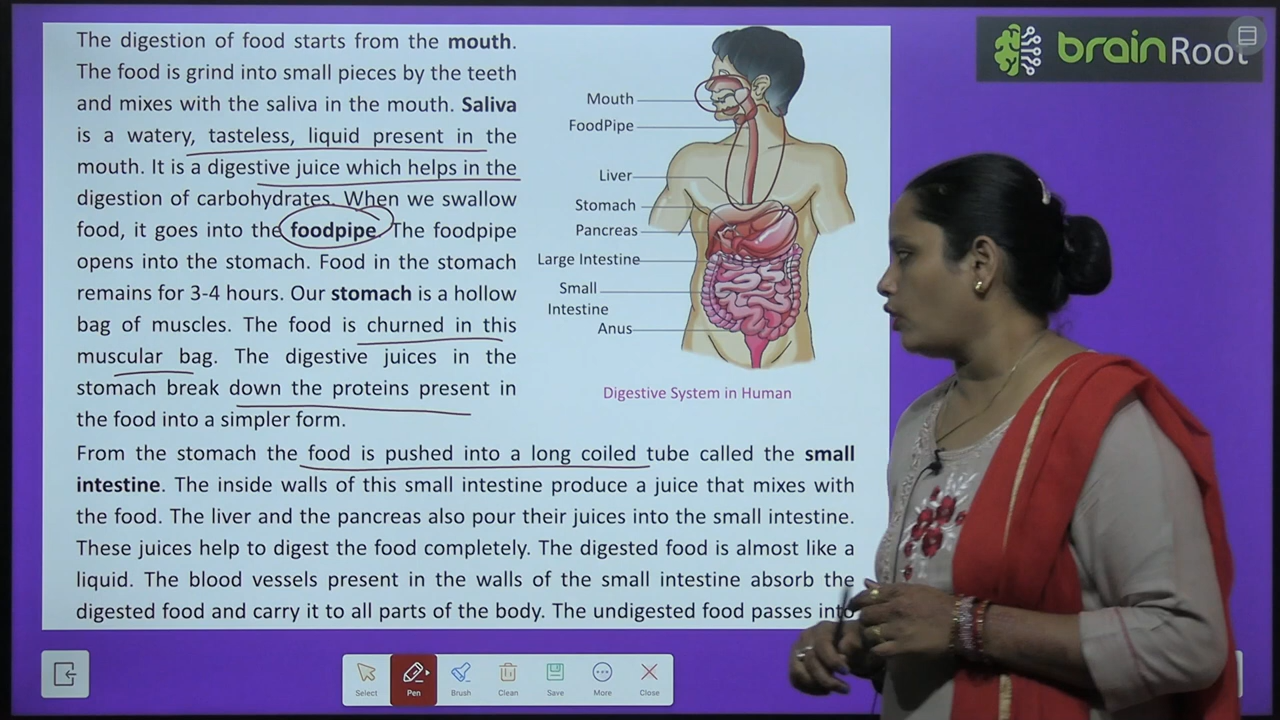 The digestion of food starts from the mouth.
The food is grind into small pieces by the teeth
and mixes with the saliva in the mouth. Saliva
is a watery, tasteless, liquid present in the
mouth. It is a digestive juice which helps in the
digestion of carbohydrates. When we swallow
food, it goes into the foodpipe. The foodpipe
opens into the stomach. Food in the stomach
remains for 3-4 hours. Our stomach is a hollow
bag of muscles. The food is churned in this
muscular bag. The digestive juices in the
stomach break down the proteins present in
the food into a simpler form.
From the stomach the food is pushed into a long coiled tube called the small
intestine. The inside walls of this small intestine produce a juice that mixes with
the food. The liver and the pancreas also pour their juices into the small intestine.
These juices help to digest the food completely. The digested food is almost like a
liquid. The blood vessels present in the walls of the small intestine absorb the
digested food and carry it to all parts of the body. The undigested food passes into
Mouth
FoodPipe
Liver
Stomach
Pancreas
Large Intestine
Small
Intestine
Anus
Digestive System in Human
brainRoot
Select
Pen
Brush
Clean
Save
More
Close